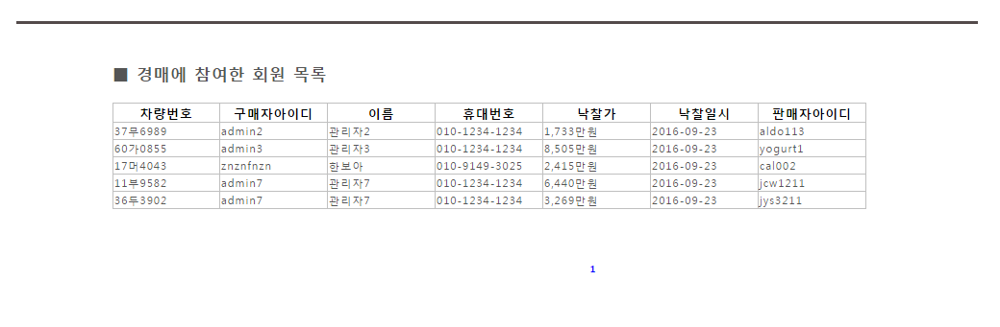 ■ 경매에 참여한 회원 목록
차량번호 구매자아이디 이름 휴대번호 낙찰가 낙찰일시 판매자아이디
37무6989 admin2 관리자2 010-1234-1234 1,733만원 2016-09-23 aldo113
60가0855 admin3 관리자3 010-1234-1234 8,505만원 2016-09-23 yogurt1
17머4043 znznfnzn 한보아 010-9149-3025 2,415만원 2016-09-23 cal002
11부9582 admin7 관리자7 010-1234-1234 6,440만원 2016-09-23 jcw1211
36두3902 admin7 관리자7 010-1234-1234 3,269만원 2016-09-23 jys3211
1